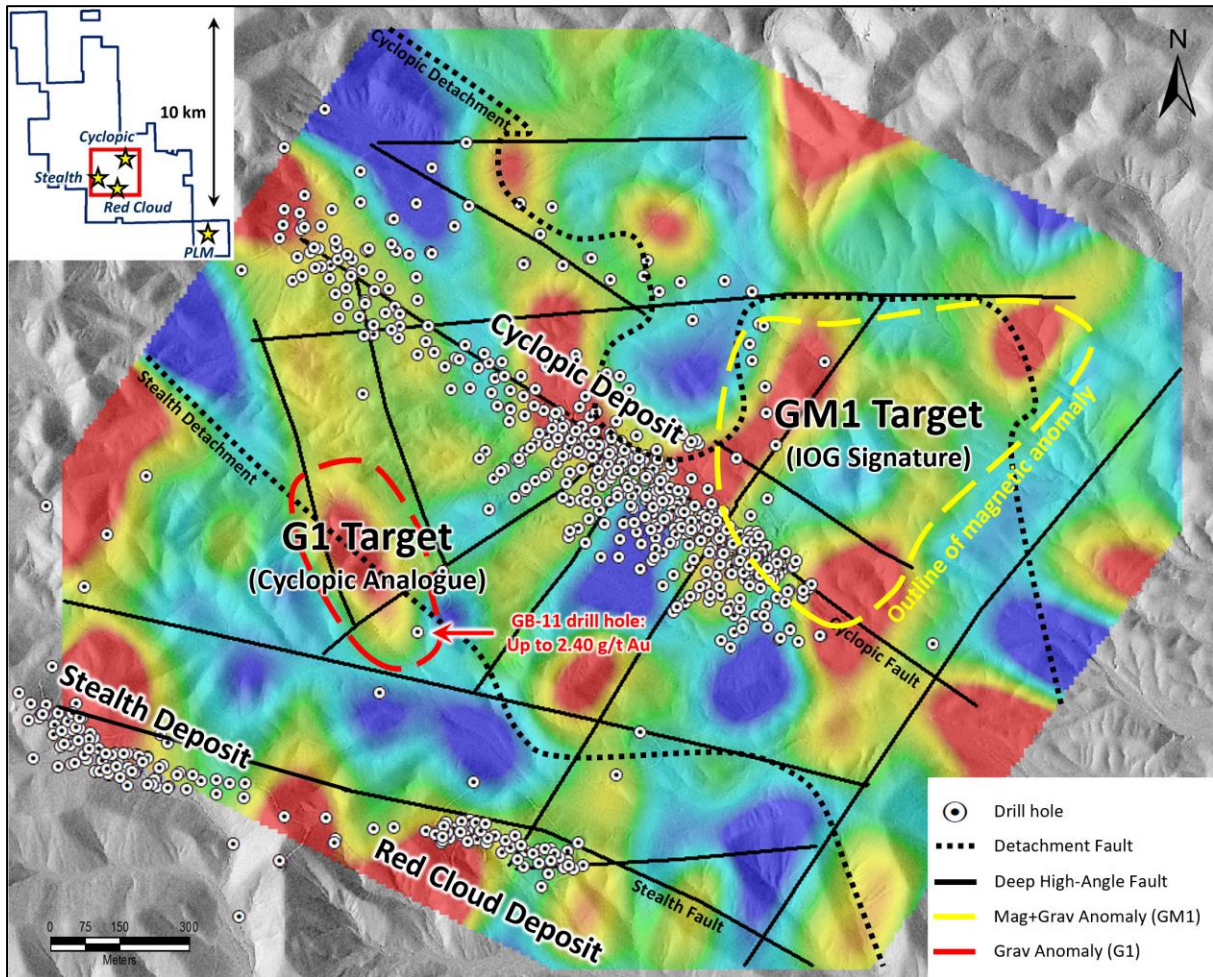 10 km
Cyclopic
Stealth
Red Cloud
PLM
N
Cyclopic Detachment
Stealth Detachment
Cyclopic Deposit
GM1 Target
(IOG Signature)
Outline of magnetic anomaly
G1 Target
(Cyclopic Analogue)
GB-11 drill hole:
Up to 2.40 g/t Au
Cyclopic Fault
Stealth Deposit
Red Cloud Deposit
Stealth Fault
0 75 150 300
Meters
Drill hole
Detachment Fault
Deep High-Angle Fault
Mag+Grav Anomaly (GM1)
Grav Anomaly (G1)